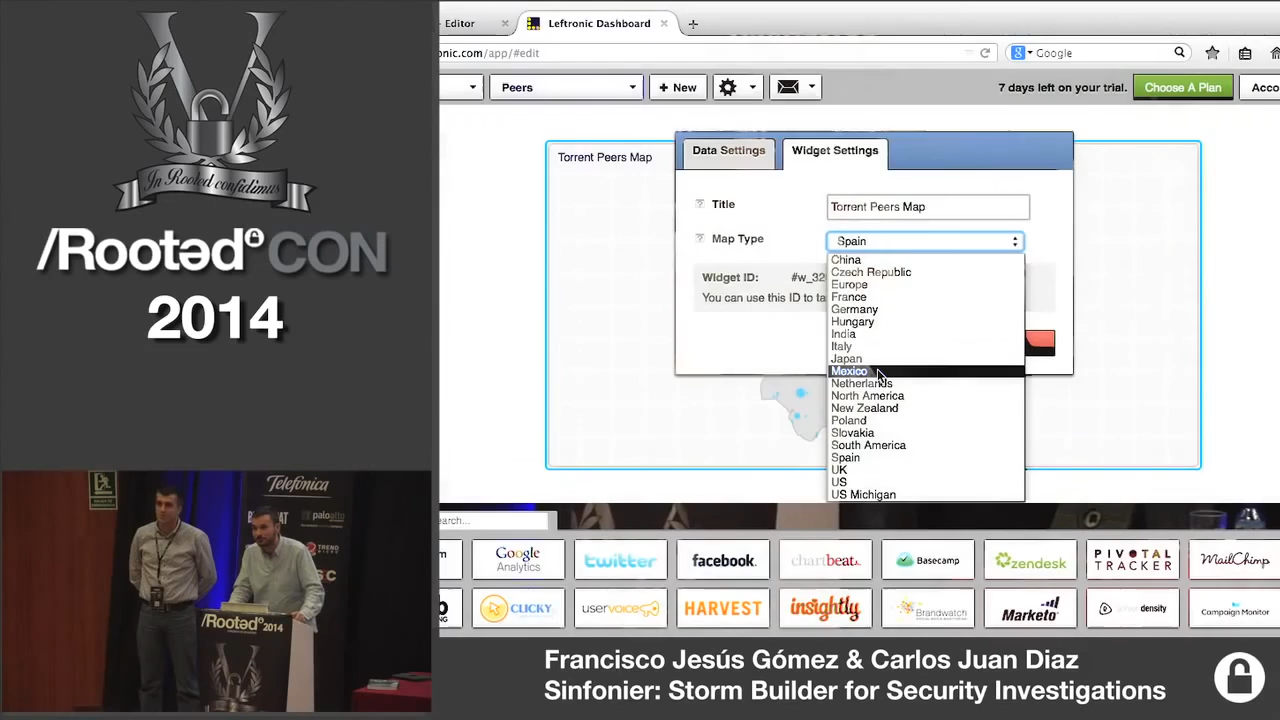 In Rooted confidimus
/Rootəd CON
2014
Editor
Leftronic Dashboard
onic.com/app/#edit
Google
Peers
+ New
7 days left on your trial.
Choose A Plan
Acco
Torrent Peers Map
Data Settings
Widget Settings
Title
Torrent Peers Map
Map Type
Spain
Widget ID:
#w_32
You can use this ID to ta
China
Czech Republic
Europe
France
Germany
Hungary
India
Italy
Japan
Mexico
Netherlands
North America
New Zealand
Poland
Slovakia
South America
Spain
UK
US
US Michigan
earch...
Google Analytics
twitter
facebook.
chartbeat.
Basecamp
zendesk
PIVOTAL TRACKER
MailChimp
CLICKY
uservoice
HARVEST
insightly
Brandwatch
Marketo
density
Campaign Monitor
Telefónica
paloalto
TREND
/Rootəd 2014
Francisco Jesús Gómez & Carlos Juan Diaz
Sinfonier: Storm Builder for Security Investigations